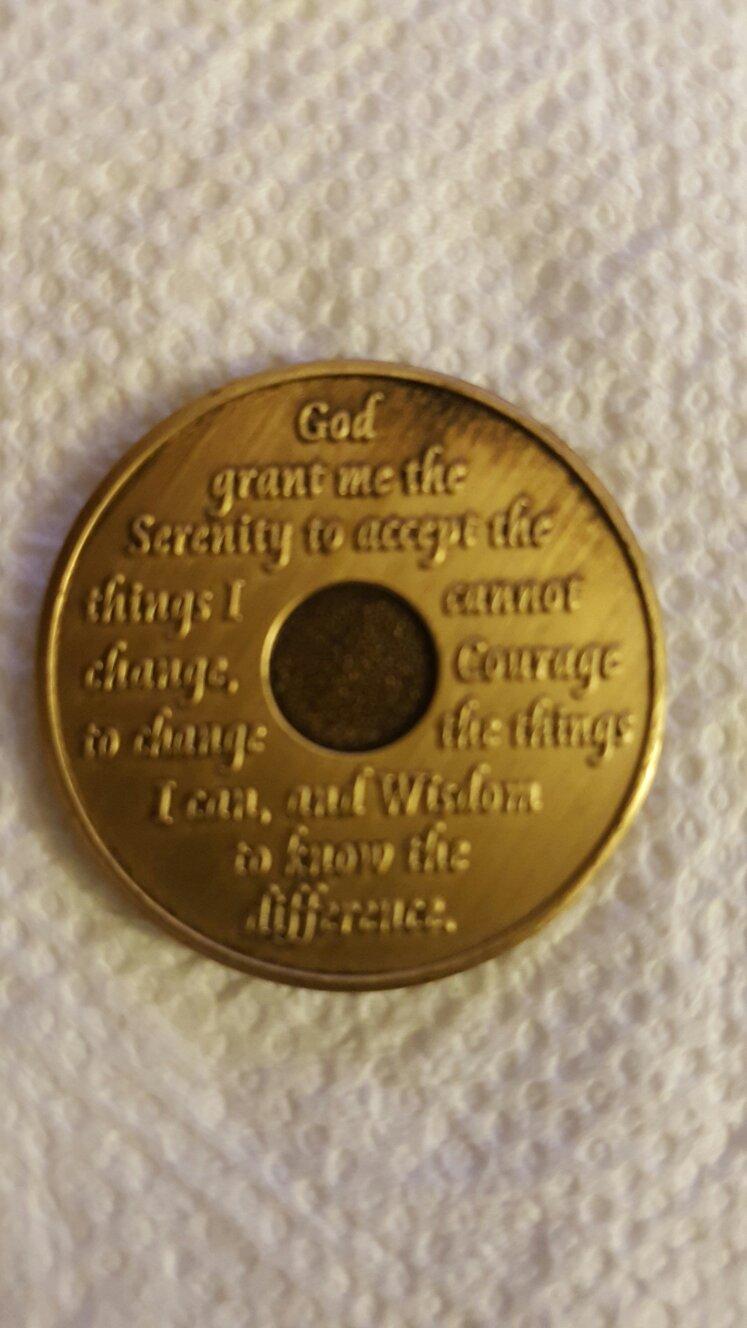 God
grant me the
Serenity to accept the
things I cannot
change, Courage
to change the things
I can, and Wisdom
to know the
difference.